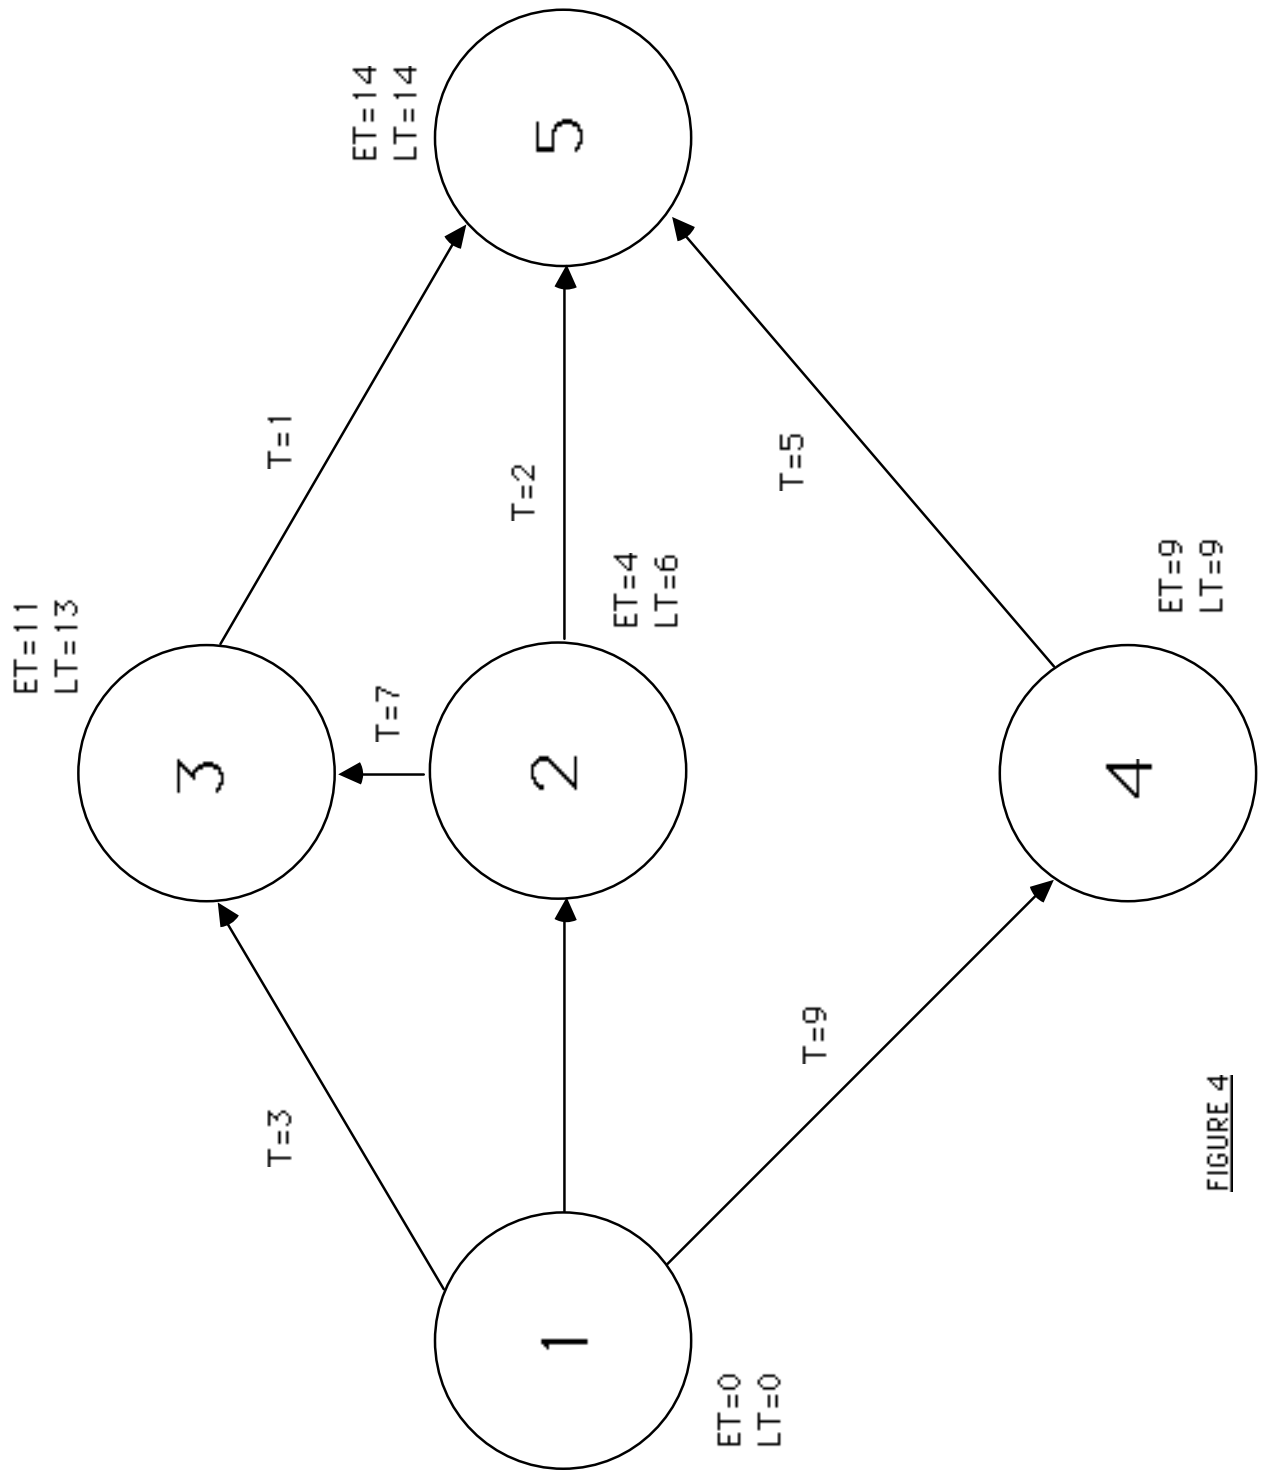 ET=11
LT=13
3
T=3
T=1
T=7
ET=14
LT=14
5
T=2
2
ET=4
LT=6
1
ET=0
LT=0
T=9
T=5
4
ET=9
LT=9
FIGURE 4